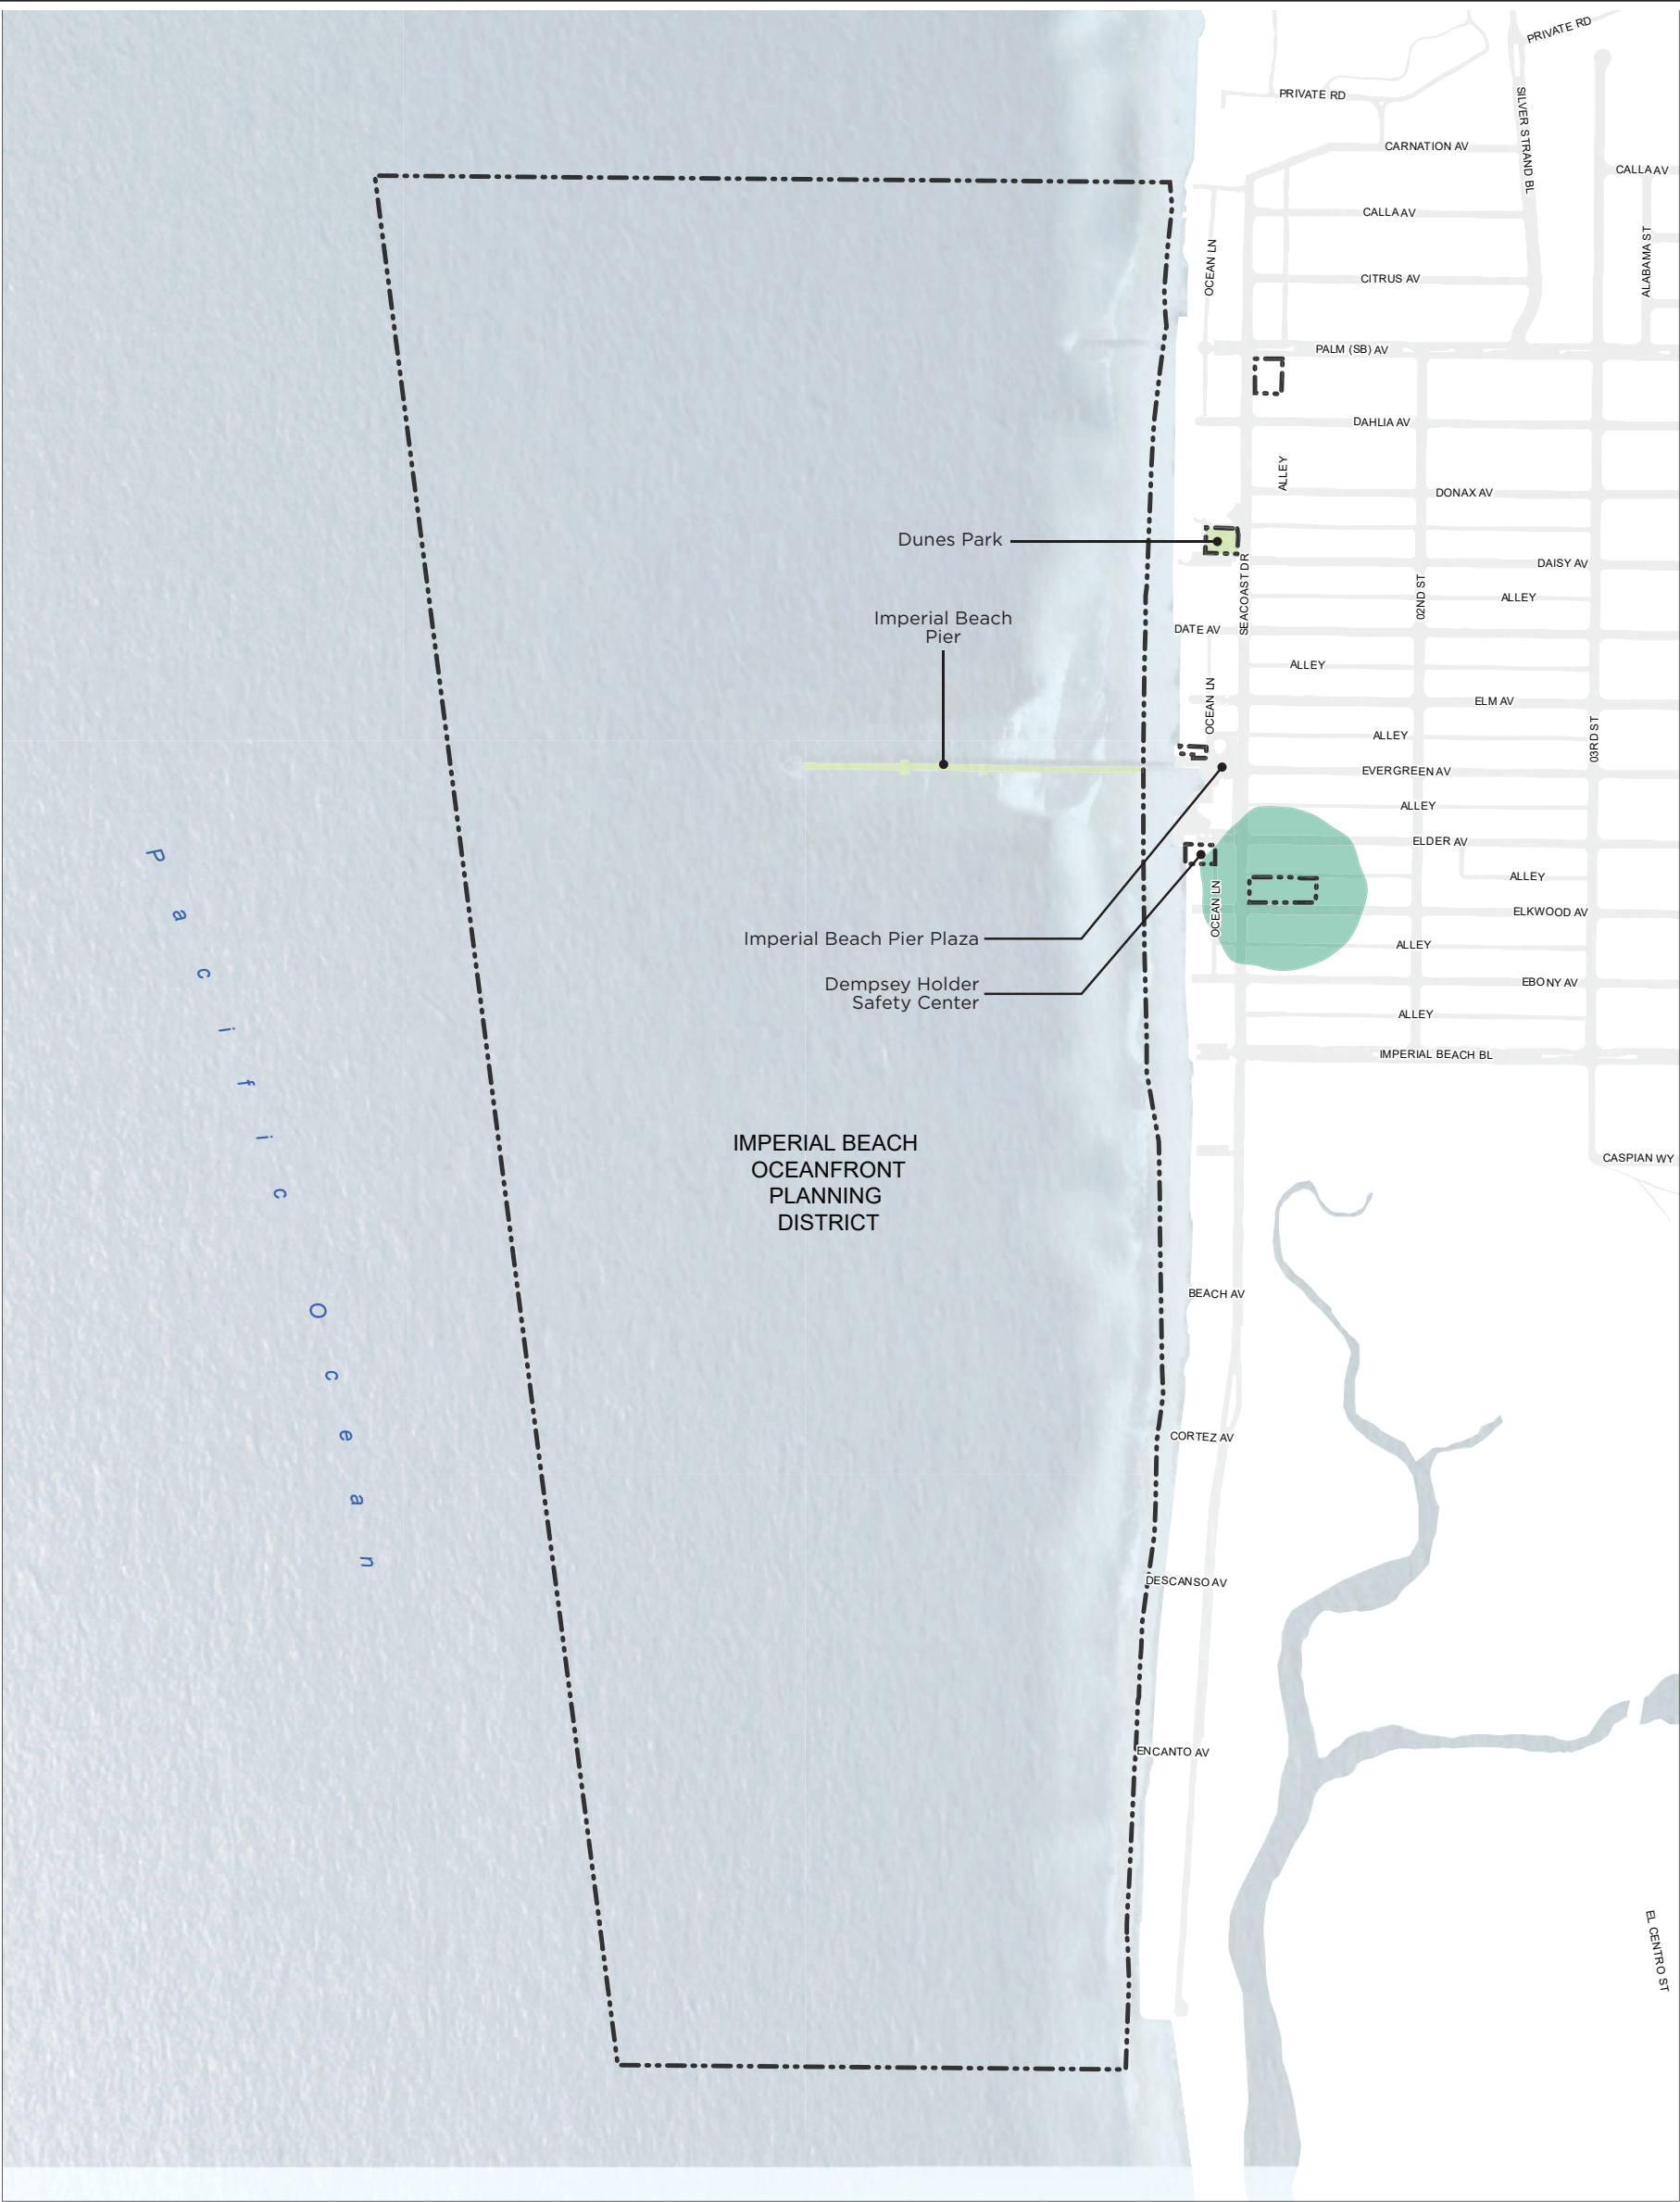 PRIVATE RD
PRIVATE RD
SILVER STRAND BL
CARNATION AV
CALLA AV
CALLA AV
ALABAMA ST
OCEAN LN
CITRUS AV
PALM (SB) AV
DAHLIA AV
ALLEY
DONAX AV
Dunes Park
SEACOAST DR
DAISY AV
02ND ST
ALLEY
Imperial Beach
Pier
DATE AV
ALLEY
OCEAN LN
ELM AV
03RD ST
ALLEY
EVERGREEN AV
ALLEY
ELDER AV
ALLEY
OCEAN LN
ELKWOOD AV
Imperial Beach Pier Plaza
ALLEY
Dempsey Holder
Safety Center
EBONY AV
ALLEY
IMPERIAL BEACH BL
Pacific Ocean
IMPERIAL BEACH
OCEANFRONT
PLANNING
DISTRICT
CASPIAN WY
BEACH AV
CORTEZ AV
DESCANSO AV
ENCANTO AV
EL CENTRO ST